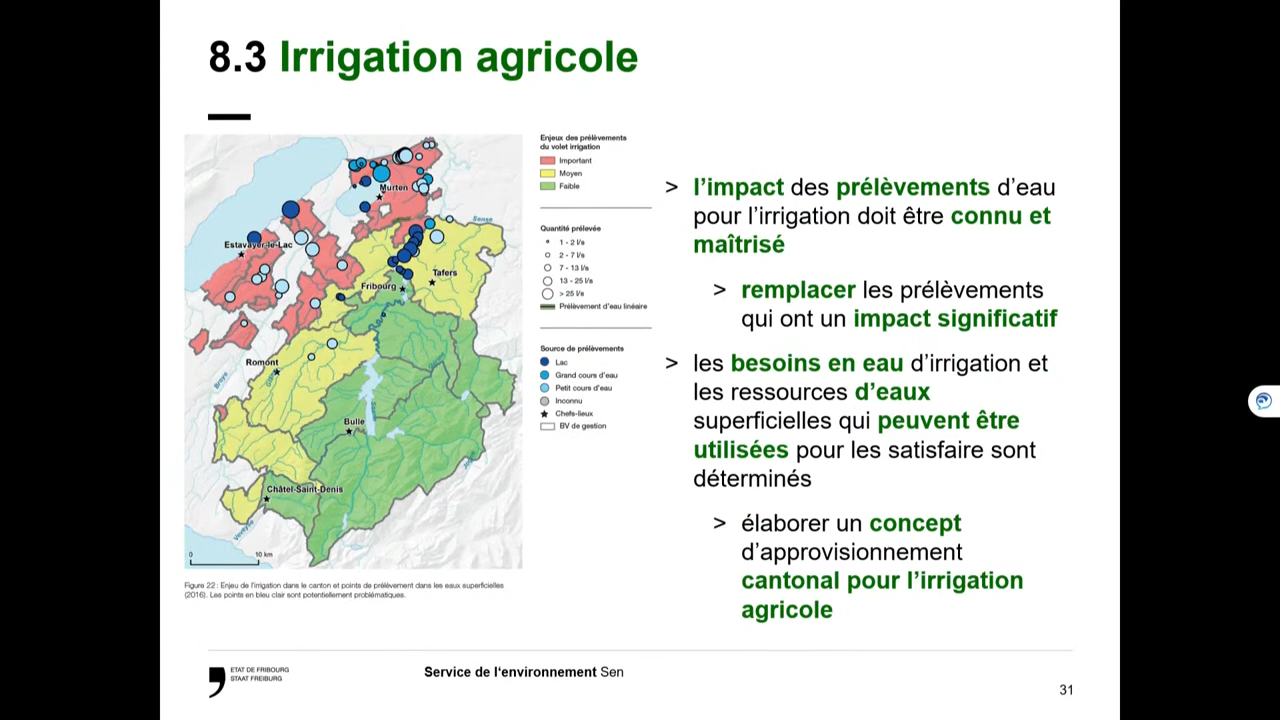 8.3 Irrigation agricole
Enjeux des prélèvements
du volet irrigation
Important
Moyen
Faible
Quantité prélevée
1 - 2 l/s
2 - 7 l/s
7 - 13 l/s
13 - 25 l/s
> 25 l/s
Prélèvement d'eau linéaire
Source de prélèvements
Lac
Grand cours d'eau
Petit cours d'eau
Inconnu
Chefs-lieux
BV de gestion
Murten
Sense
Estavayer-le-Lac
Tafers
Fribourg
Romont
Broye
Glâne
Bulle
Châtel-Saint-Denis
Veveyse
0 10 km
Figure 22 : Enjeu de l'irrigation dans le canton et points de prélèvement dans les eaux superficielles
(2016). Les points en bleu clair sont potentiellement problématiques.
> l'impact des prélèvements d'eau
pour l'irrigation doit être connu et
maîtrisé
> remplacer les prélèvements
qui ont un impact significatif
> les besoins en eau d'irrigation et
les ressources d'eaux
superficielles qui peuvent être
utilisées pour les satisfaire sont
déterminés
> élaborer un concept
d'approvisionnement
cantonal pour l'irrigation
agricole
ETAT DE FRIBOURG
STAAT FREIBURG
Service de l'environnement Sen
31